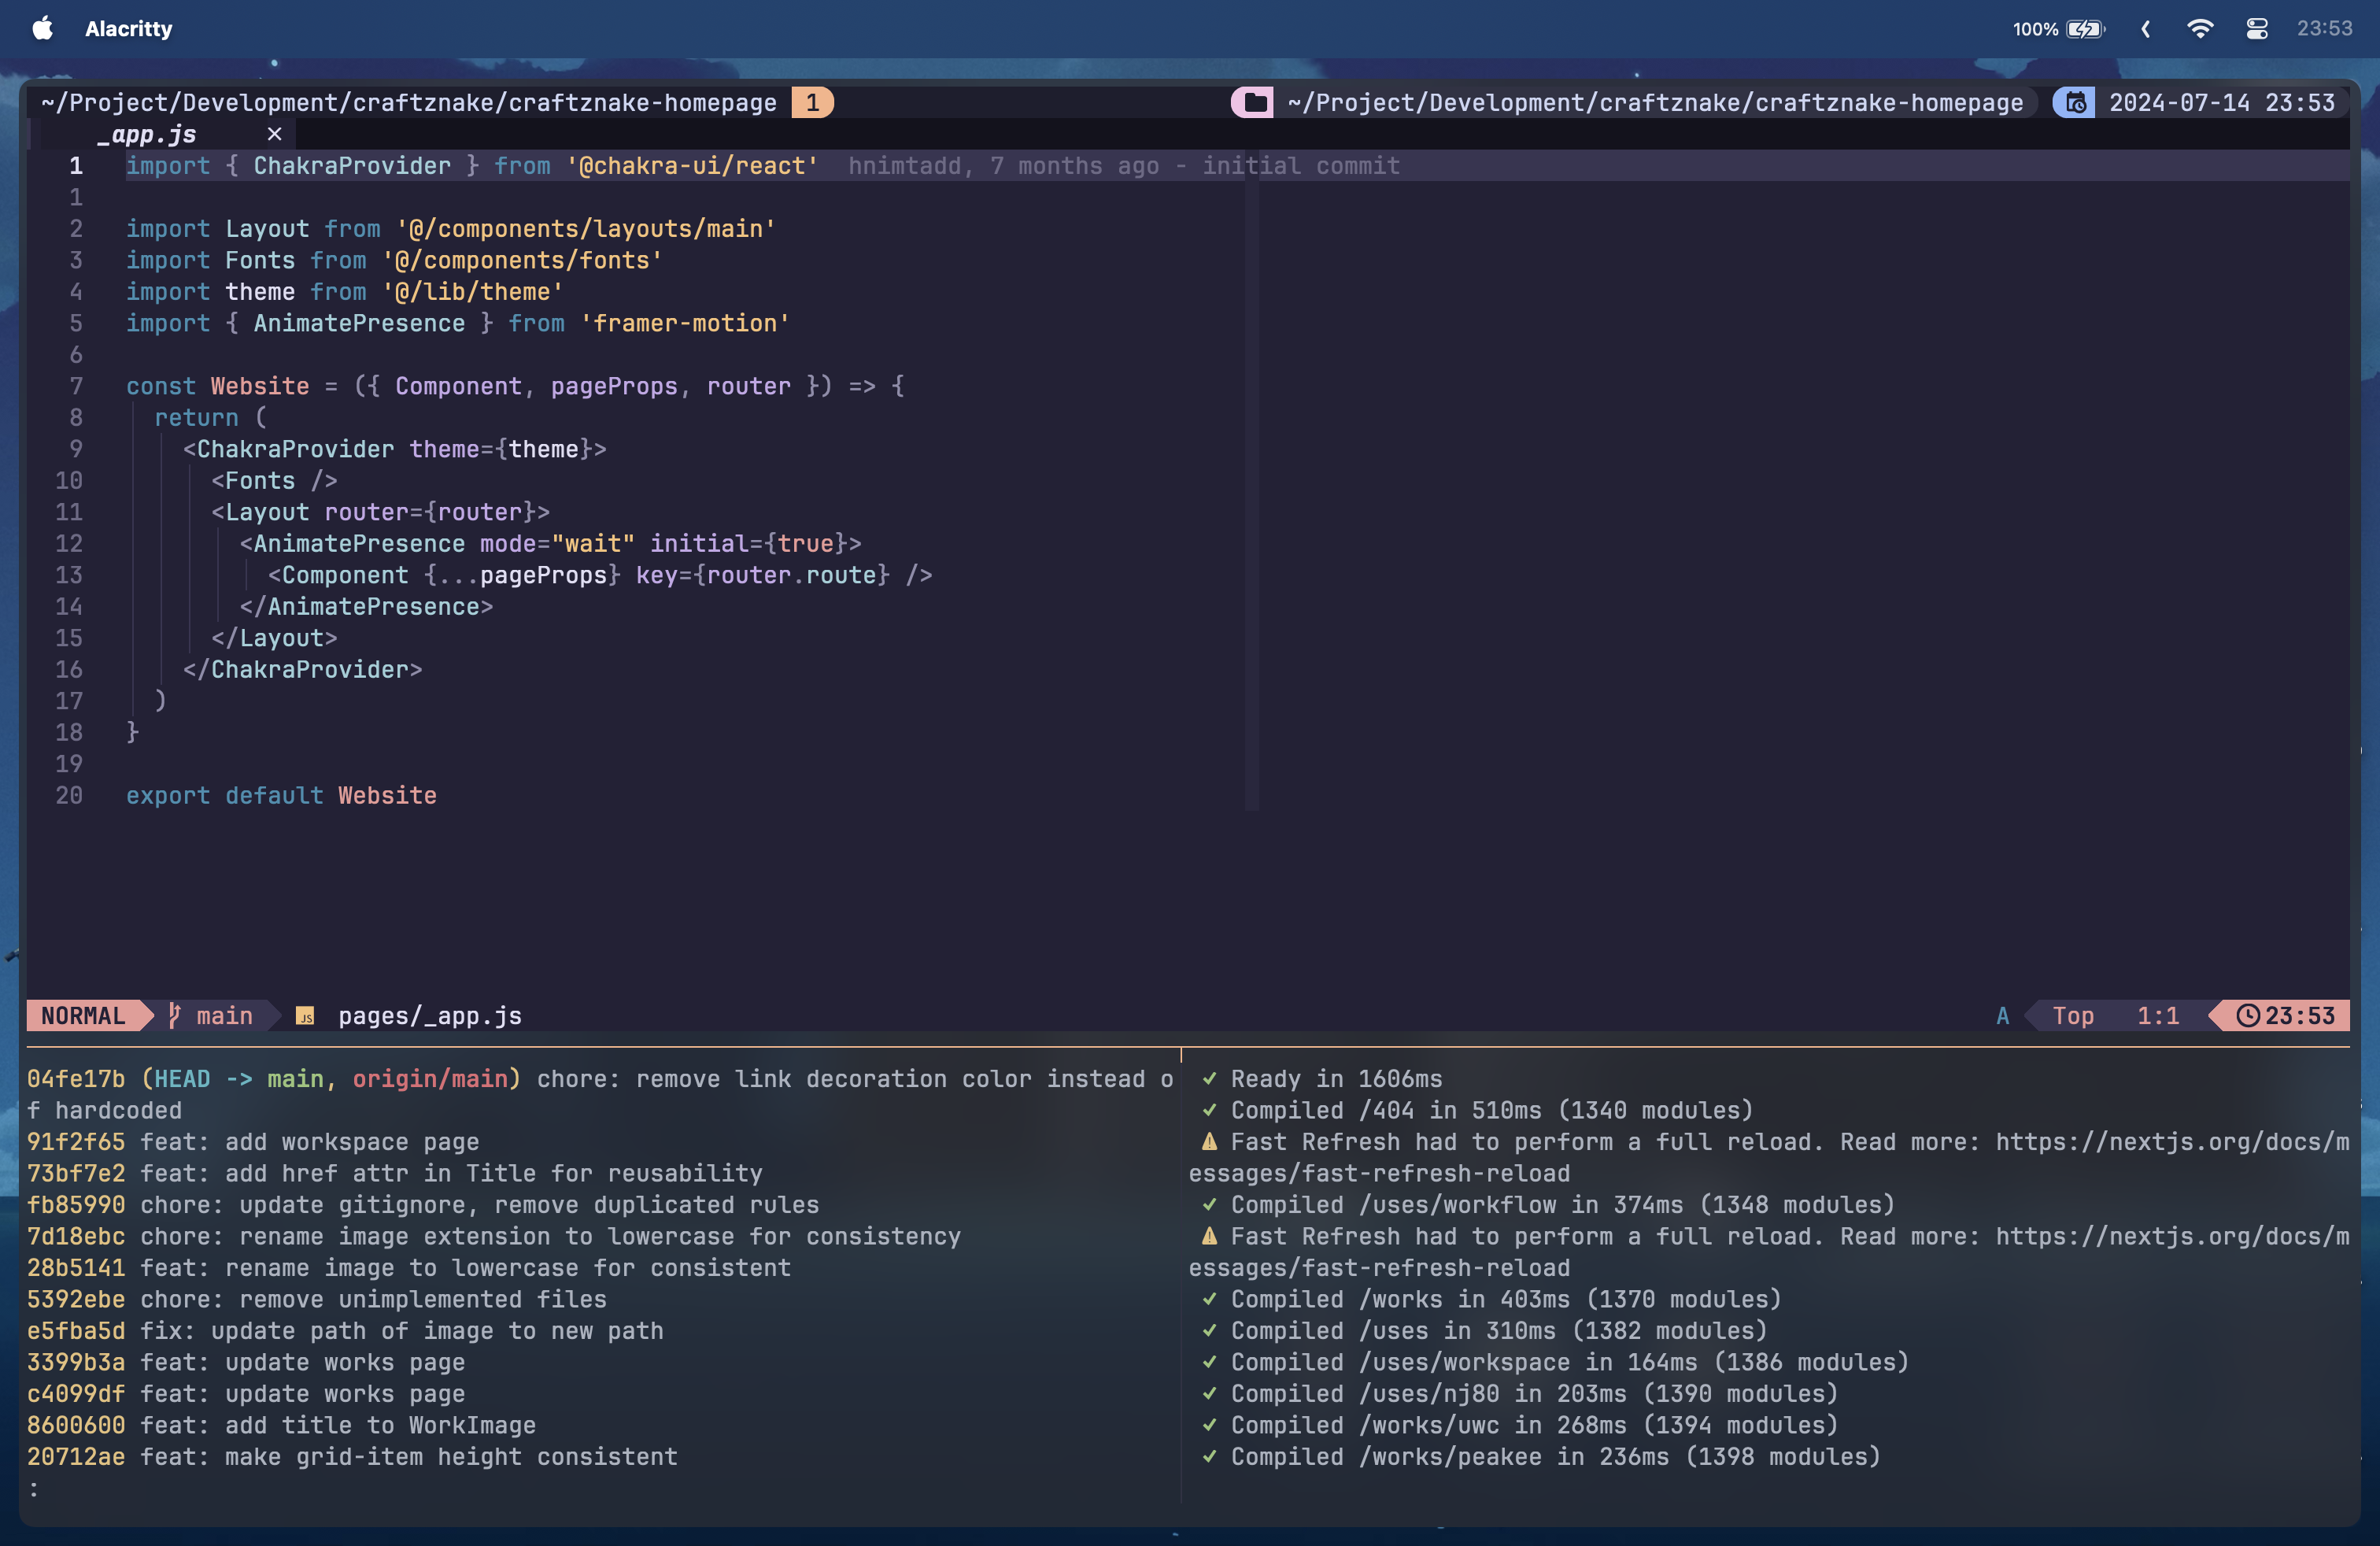 Alacritty
100%
23:53
~/Project/Development/craftznake/craftznake-homepage 1
~/Project/Development/craftznake/craftznake-homepage
2024-07-14 23:53
_app.js ×
1 import { ChakraProvider } from '@chakra-ui/react' hnimtadd, 7 months ago - initial commit
1
2 import Layout from '@/components/layouts/main'
3 import Fonts from '@/components/fonts'
4 import theme from '@/lib/theme'
5 import { AnimatePresence } from 'framer-motion'
6
7 const Website = ({ Component, pageProps, router }) => {
8 return (
9 <ChakraProvider theme={theme}>
10 <Fonts />
11 <Layout router={router}>
12 <AnimatePresence mode="wait" initial={true}>
13 <Component {...pageProps} key={router.route} />
14 </AnimatePresence>
15 </Layout>
16 </ChakraProvider>
17 )
18 }
19
20 export default Website
NORMAL main JS pages/_app.js
A Top 1:1 23:53
04fe17b (HEAD -> main, origin/main) chore: remove link decoration color instead o
f hardcoded
91f2f65 feat: add workspace page
73bf7e2 feat: add href attr in Title for reusability
fb85990 chore: update gitignore, remove duplicated rules
7d18ebc chore: rename image extension to lowercase for consistency
28b5141 feat: rename image to lowercase for consistent
5392ebe chore: remove unimplemented files
e5fba5d fix: update path of image to new path
3399b3a feat: update works page
c4099df feat: update works page
8600600 feat: add title to WorkImage
20712ae feat: make grid-item height consistent
:
✓ Ready in 1606ms
✓ Compiled /404 in 510ms (1340 modules)
⚠ Fast Refresh had to perform a full reload. Read more: https://nextjs.org/docs/m
essages/fast-refresh-reload
✓ Compiled /uses/workflow in 374ms (1348 modules)
⚠ Fast Refresh had to perform a full reload. Read more: https://nextjs.org/docs/m
essages/fast-refresh-reload
✓ Compiled /works in 403ms (1370 modules)
✓ Compiled /uses in 310ms (1382 modules)
✓ Compiled /uses/workspace in 164ms (1386 modules)
✓ Compiled /uses/nj80 in 203ms (1390 modules)
✓ Compiled /works/uwc in 268ms (1394 modules)
✓ Compiled /works/peakee in 236ms (1398 modules)